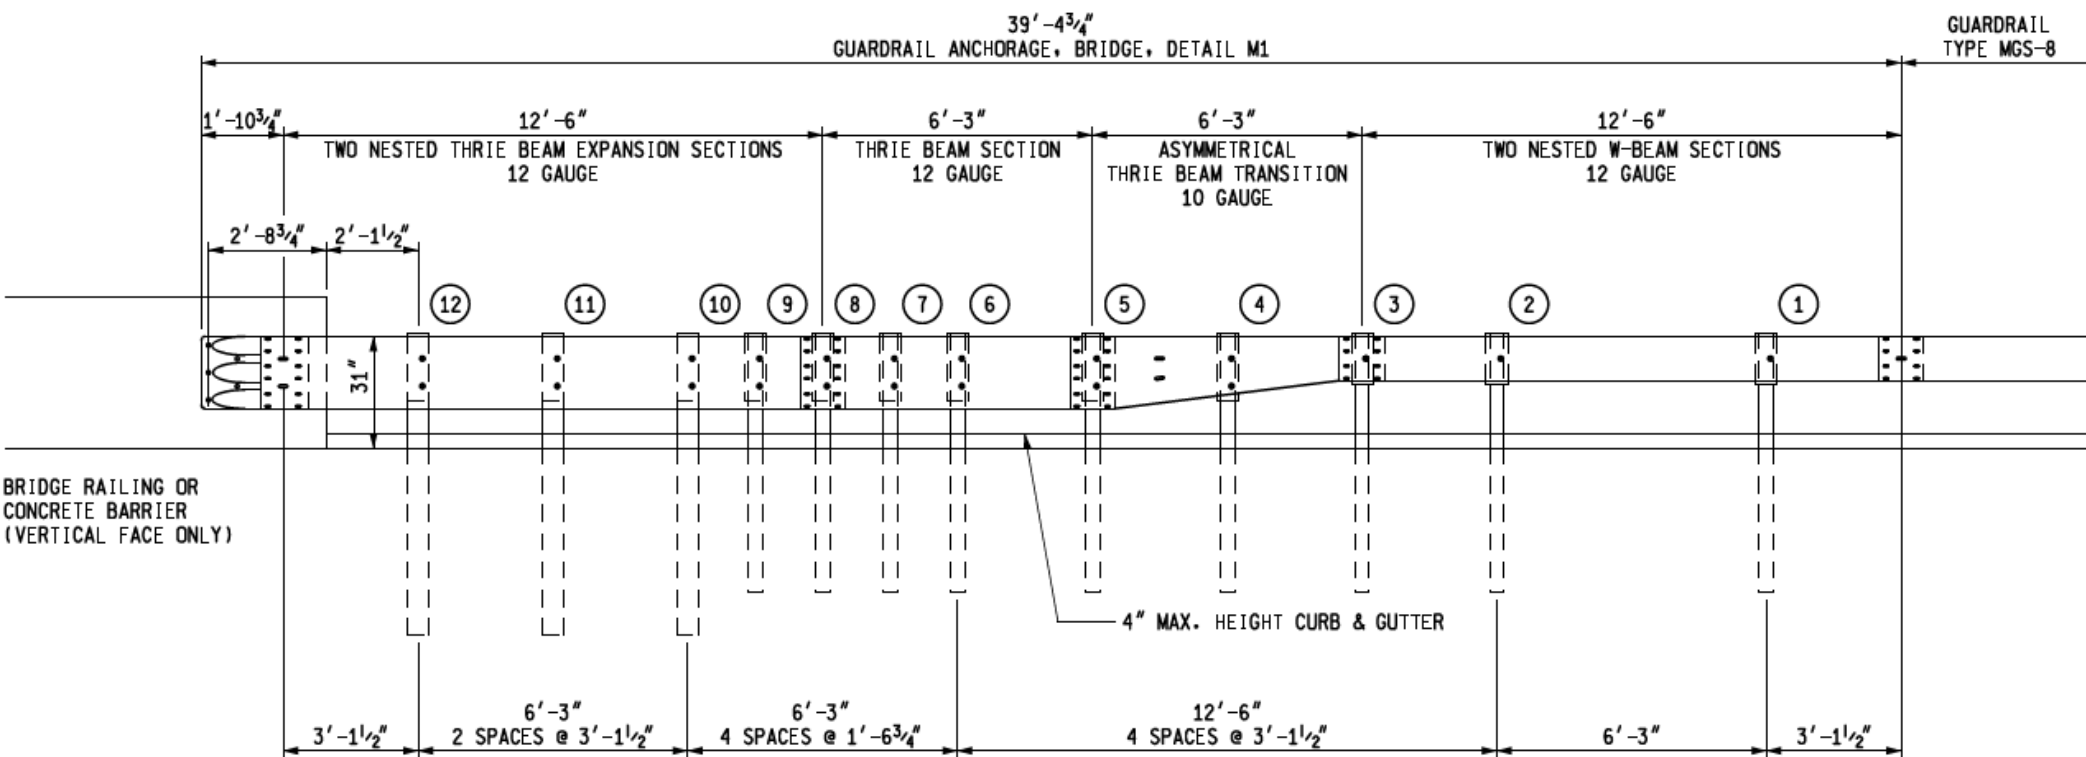 39'-4¾"
GUARDRAIL ANCHORAGE, BRIDGE, DETAIL M1
GUARDRAIL
TYPE MGS-8
1'-10¾"
12'-6"
TWO NESTED THRIE BEAM EXPANSION SECTIONS
12 GAUGE
6'-3"
THRIE BEAM SECTION
12 GAUGE
6'-3"
ASYMMETRICAL
THRIE BEAM TRANSITION
10 GAUGE
12'-6"
TWO NESTED W-BEAM SECTIONS
12 GAUGE
2'-8¾"
2'-1½"
12
11
10
9
8
7
6
5
4
3
2
1
31"
BRIDGE RAILING OR
CONCRETE BARRIER
(VERTICAL FACE ONLY)
4" MAX. HEIGHT CURB & GUTTER
3'-1½"
6'-3"
2 SPACES @ 3'-1½"
6'-3"
4 SPACES @ 1'-6¾"
12'-6"
4 SPACES @ 3'-1½"
6'-3"
3'-1½"